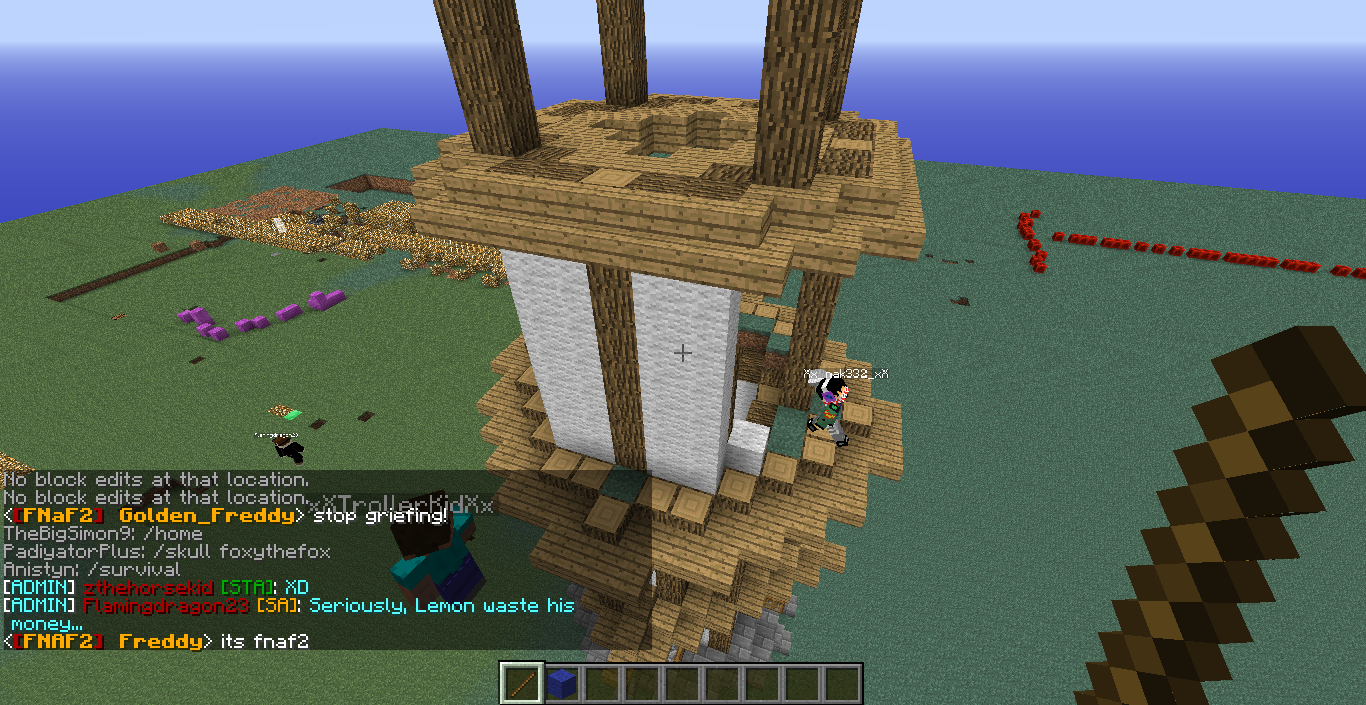 Xx_nak332_xX
Flamingdragon23
No block edits at that location.
No block edits at that location.
xXTrollerKidXx
<[FNaF2] Golden_Freddy> stop griefing!
TheBigSimon9: /home
PadiyatorPlus: /skull foxythefox
Anistyn: /survival
[ADMIN] zthehorsekid [STA]: XD
[ADMIN] Flamingdragon23 [SA]: Seriously, Lemon waste his
money...
<[FNAF2] Freddy> its fnaf2